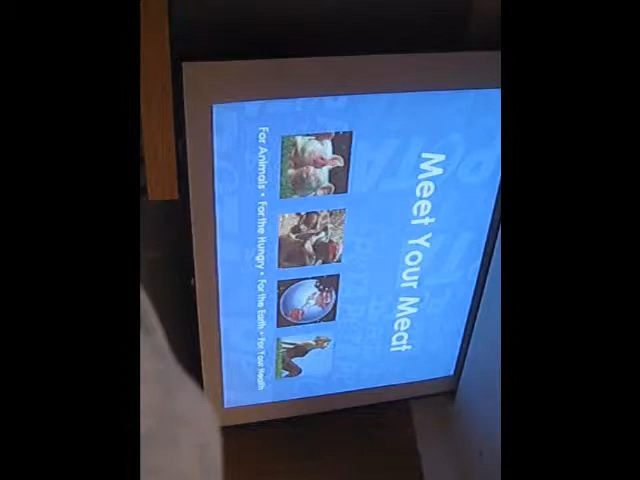 Meet Your Meat
For Animals • For the Hungry • For the Earth • For Your Health